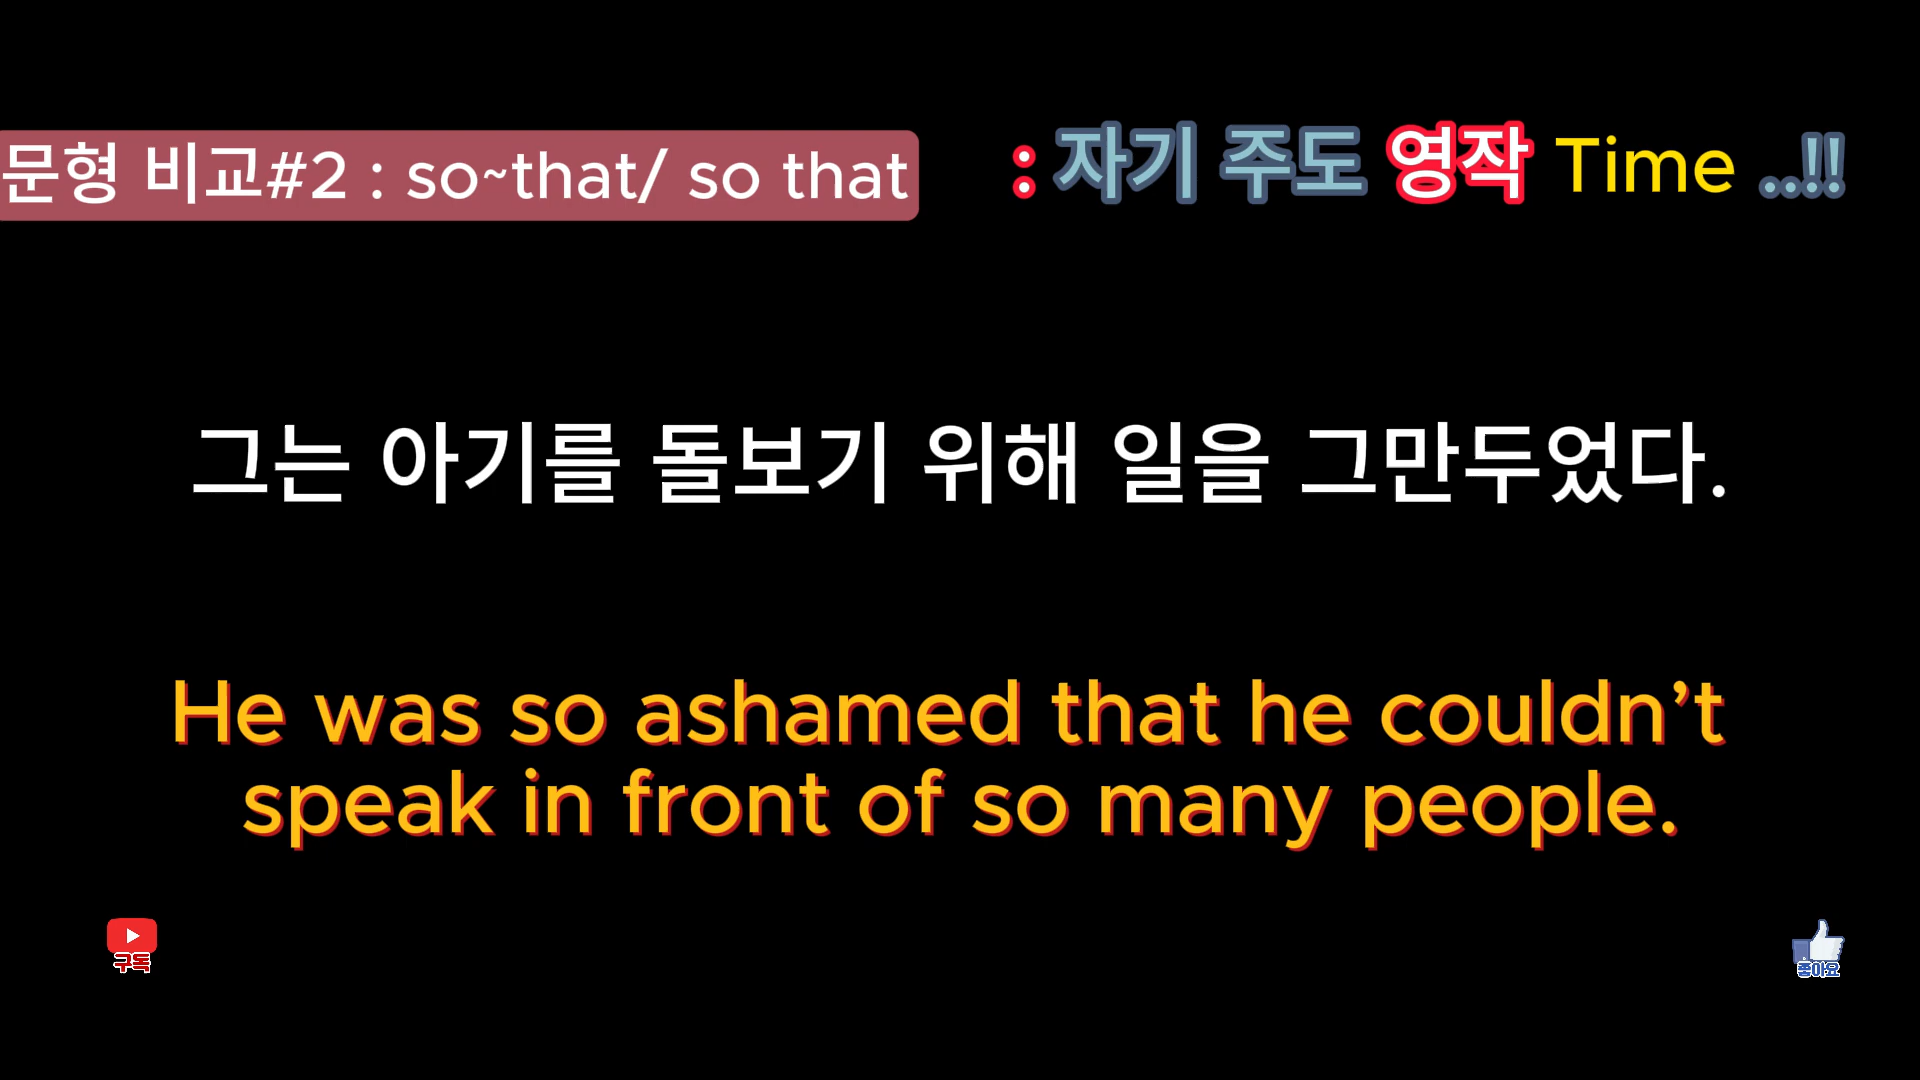 문형 비교#2 : so~that/ so that
: 자기 주도 영작 Time ..!!
그는 아기를 돌보기 위해 일을 그만두었다.
He was so ashamed that he couldn’t
speak in front of so many people.
구독
좋아요